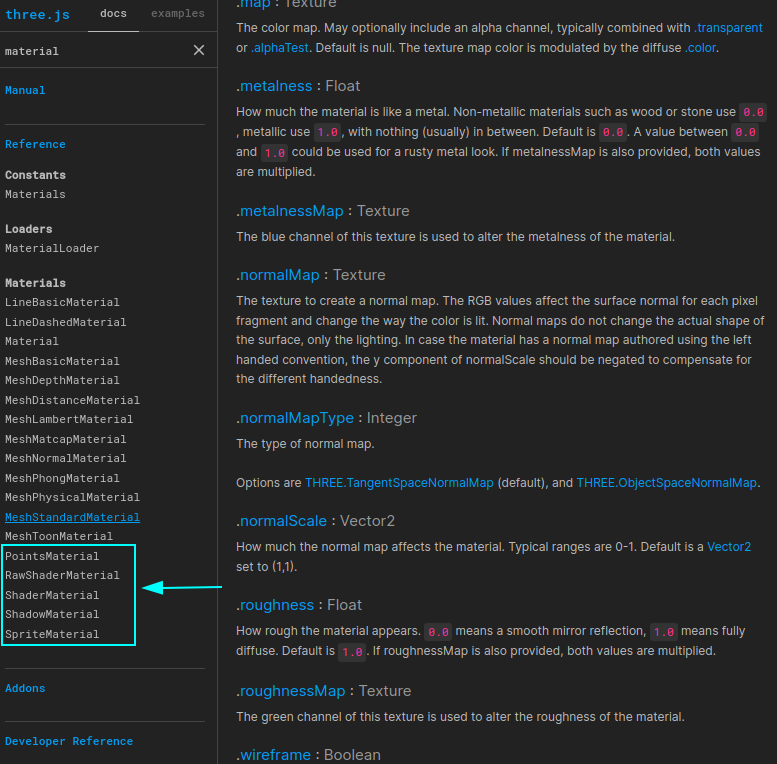 three.js docs examples
material
Manual
Reference
Constants
Materials
Loaders
MaterialLoader
Materials
LineBasicMaterial
LineDashedMaterial
Material
MeshBasicMaterial
MeshDepthMaterial
MeshDistanceMaterial
MeshLambertMaterial
MeshMatcapMaterial
MeshNormalMaterial
MeshPhongMaterial
MeshPhysicalMaterial
MeshStandardMaterial
MeshToonMaterial
PointsMaterial
RawShaderMaterial
ShaderMaterial
ShadowMaterial
SpriteMaterial
Addons
Developer Reference
.map : Texture
The color map. May optionally include an alpha channel, typically combined with .transparent
or .alphaTest. Default is null. The texture map color is modulated by the diffuse .color.
.metalness : Float
How much the material is like a metal. Non-metallic materials such as wood or stone use 0.0
, metallic use 1.0, with nothing (usually) in between. Default is 0.0. A value between 0.0
and 1.0 could be used for a rusty metal look. If metalnessMap is also provided, both values
are multiplied.
.metalnessMap : Texture
The blue channel of this texture is used to alter the metalness of the material.
.normalMap : Texture
The texture to create a normal map. The RGB values affect the surface normal for each pixel
fragment and change the way the color is lit. Normal maps do not change the actual shape of
the surface, only the lighting. In case the material has a normal map authored using the left
handed convention, the y component of normalScale should be negated to compensate for
the different handedness.
.normalMapType : Integer
The type of normal map.
Options are THREE.TangentSpaceNormalMap (default), and THREE.ObjectSpaceNormalMap.
.normalScale : Vector2
How much the normal map affects the material. Typical ranges are 0-1. Default is a Vector2
set to (1,1).
.roughness : Float
How rough the material appears. 0.0 means a smooth mirror reflection, 1.0 means fully
diffuse. Default is 1.0. If roughnessMap is also provided, both values are multiplied.
.roughnessMap : Texture
The green channel of this texture is used to alter the roughness of the material.
.wireframe : Boolean